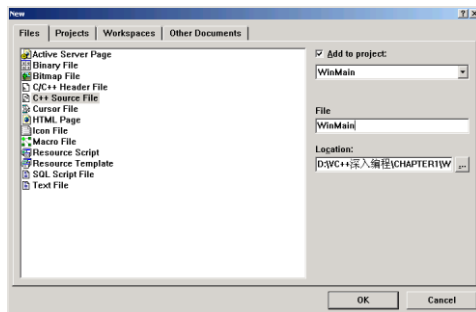 New
Files Projects Workspaces Other Documents
Active Server Page
Binary File
Bitmap File
C/C++ Header File
C++ Source File
Cursor File
HTML Page
Icon File
Macro File
Resource Script
Resource Template
SQL Script File
Text File
Add to project:
WinMain
File
WinMain
Location:
D:\VC++深入编程\CHAPTER1\W ...
OK Cancel